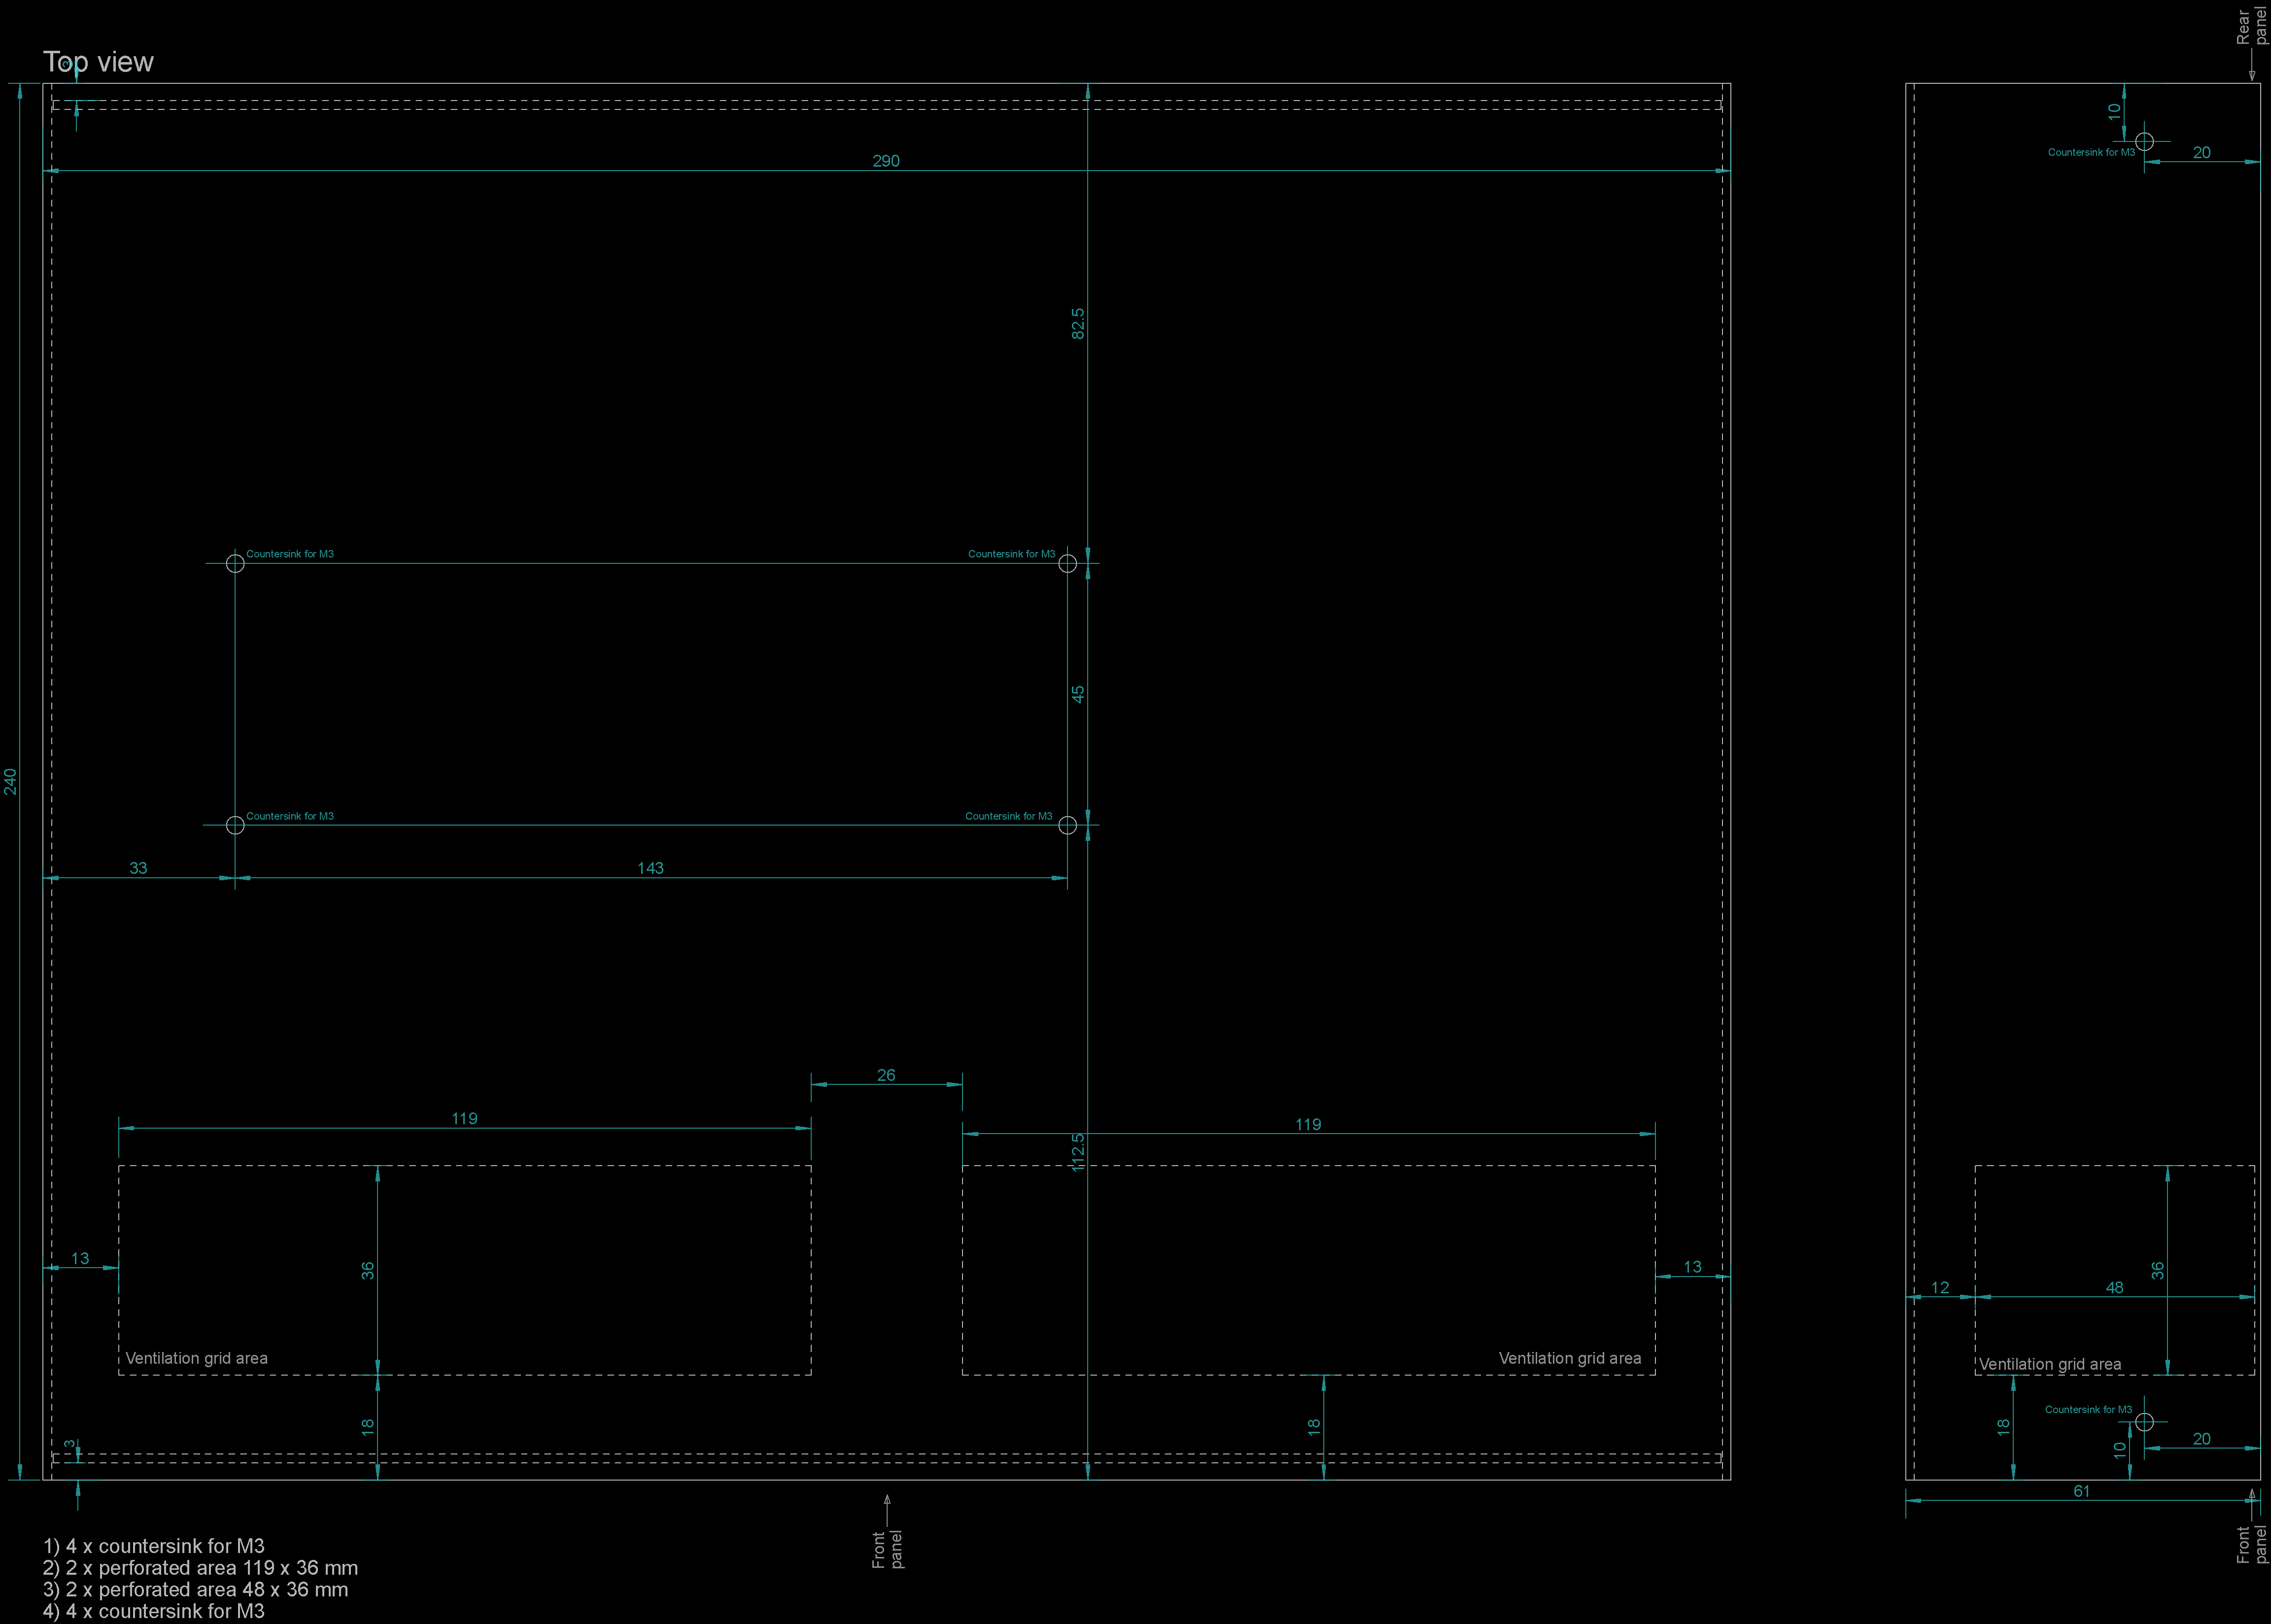 Rear
panel
Top view
3
10
Countersink for M3
20
290
82.5
Countersink for M3
Countersink for M3
45
240
Countersink for M3
Countersink for M3
33
143
26
119
119
112.5
13
36
13
36
12
48
Ventilation grid area
Ventilation grid area
Ventilation grid area
18
18
18
Countersink for M3
3
10
20
61
Front
panel
Front
panel
1) 4 x countersink for M3
2) 2 x perforated area 119 x 36 mm
3) 2 x perforated area 48 x 36 mm
4) 4 x countersink for M3